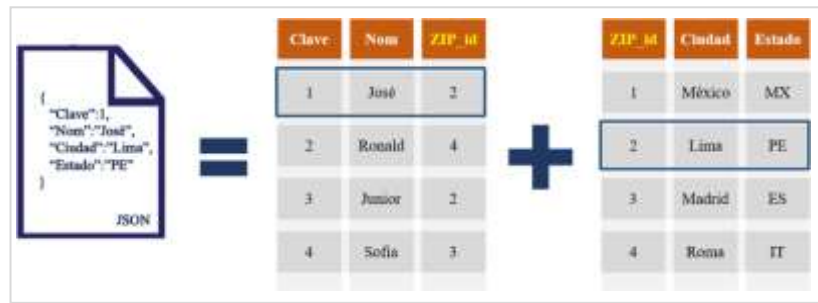 {
"Clave":1,
"Nom":"José",
"Ciudad":"Lima",
"Estado":"PE"
}
JSON
Clave Nom ZIP_id
1 José 2
2 Ronald 4
3 Junior 2
4 Sofia 3
ZIP_id Ciudad Estado
1 México MX
2 Lima PE
3 Madrid ES
4 Roma IT